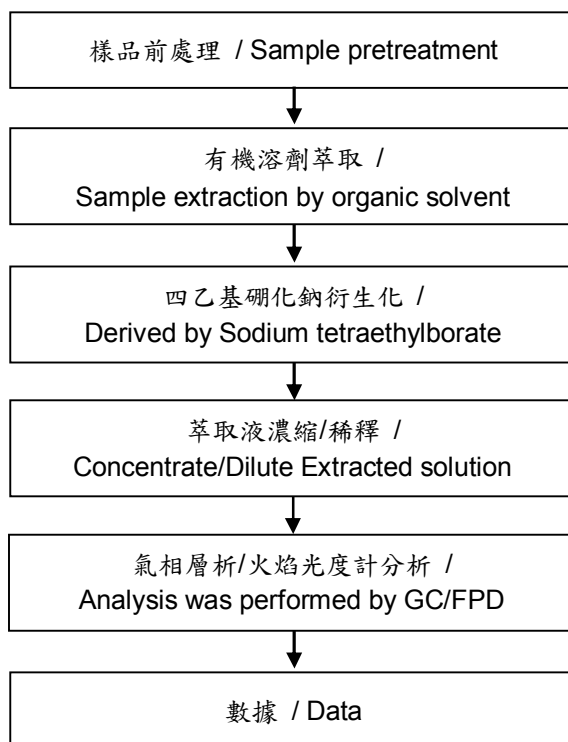 樣品前處理 / Sample pretreatment
有機溶劑萃取 /
Sample extraction by organic solvent
四乙基硼化鈉衍生化 /
Derived by Sodium tetraethylborate
萃取液濃縮/稀釋 /
Concentrate/Dilute Extracted solution
氣相層析/火焰光度計分析 /
Analysis was performed by GC/FPD
數據 / Data